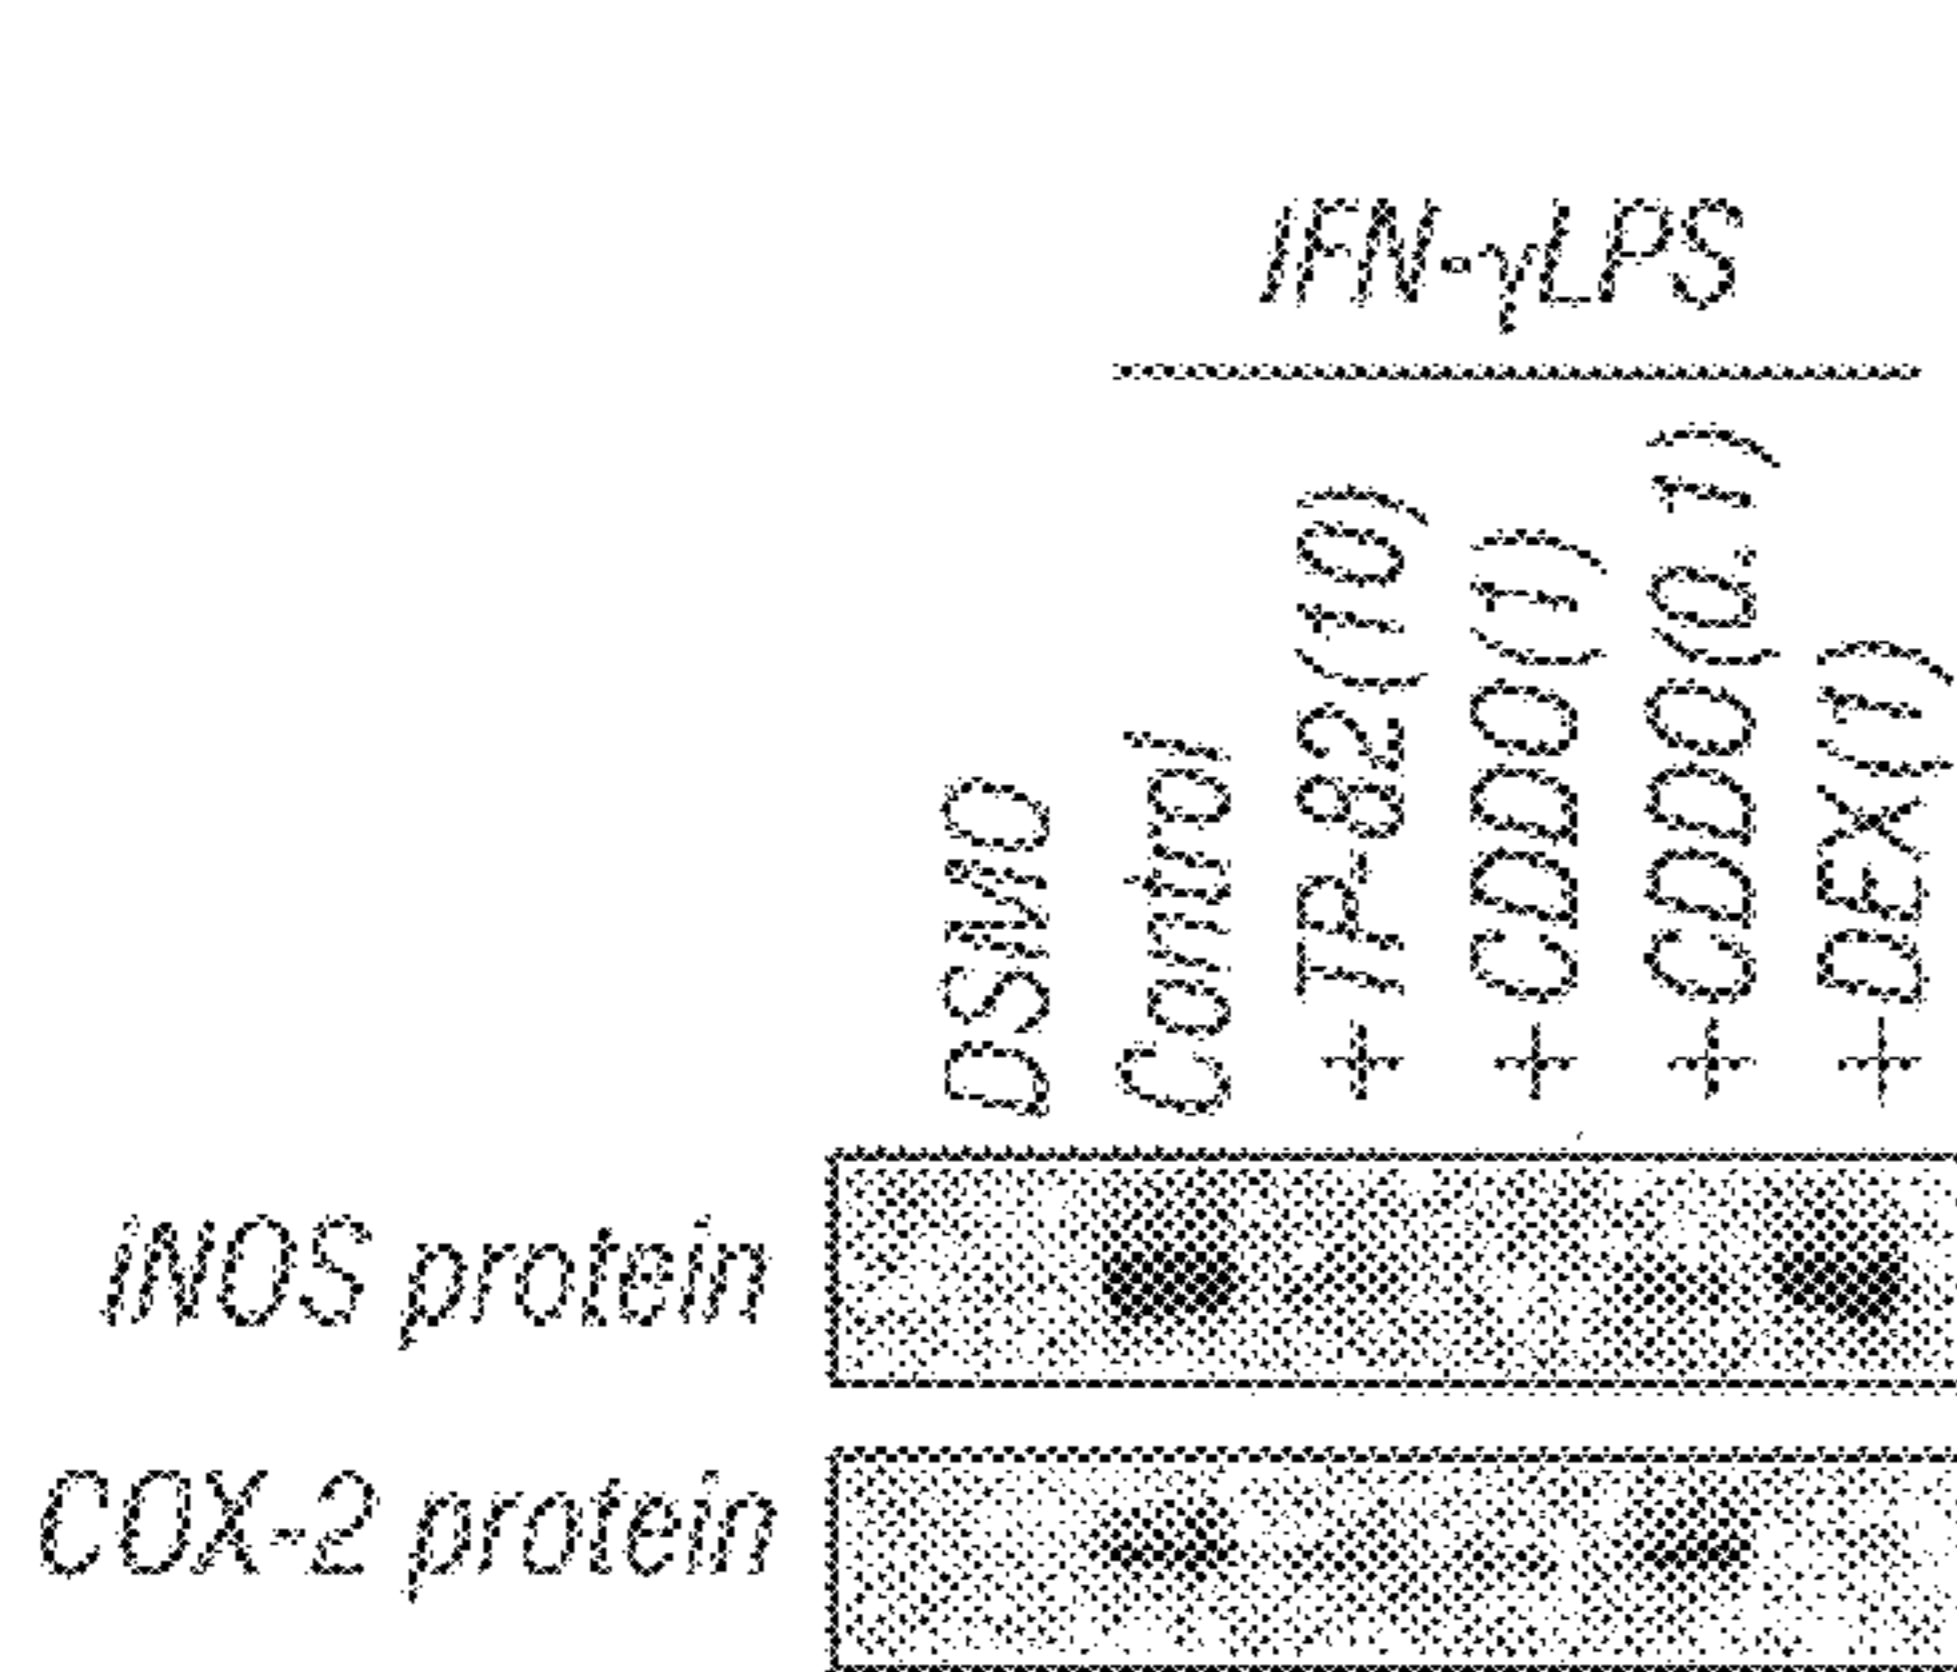 IFN-γLPS
DSMO
Control
+ TP-82(10)
+ CDDO(1)
+ CDDO(0.1)
+ DEX(1)
iNOS protein
COX-2 protein